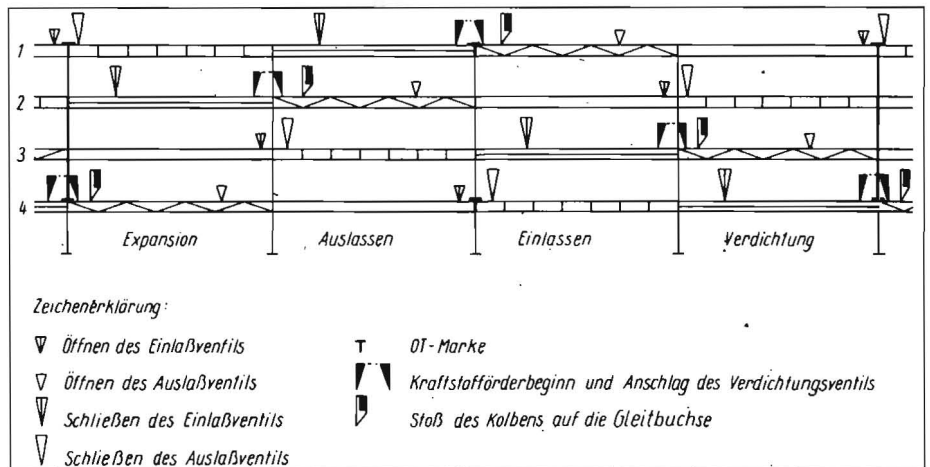 1
2
3
4
Expansion Auslassen Einlassen Verdichtung
Zeichenerklärung:
Öffnen des Einlaßventils
Öffnen des Auslaßventils
Schließen des Einlaßventils
Schließen des Auslaßventils
OT-Marke
Kraftstofförderbeginn und Anschlag des Verdichtungsventils
Stoß des Kolbens auf die Gleitbuchse